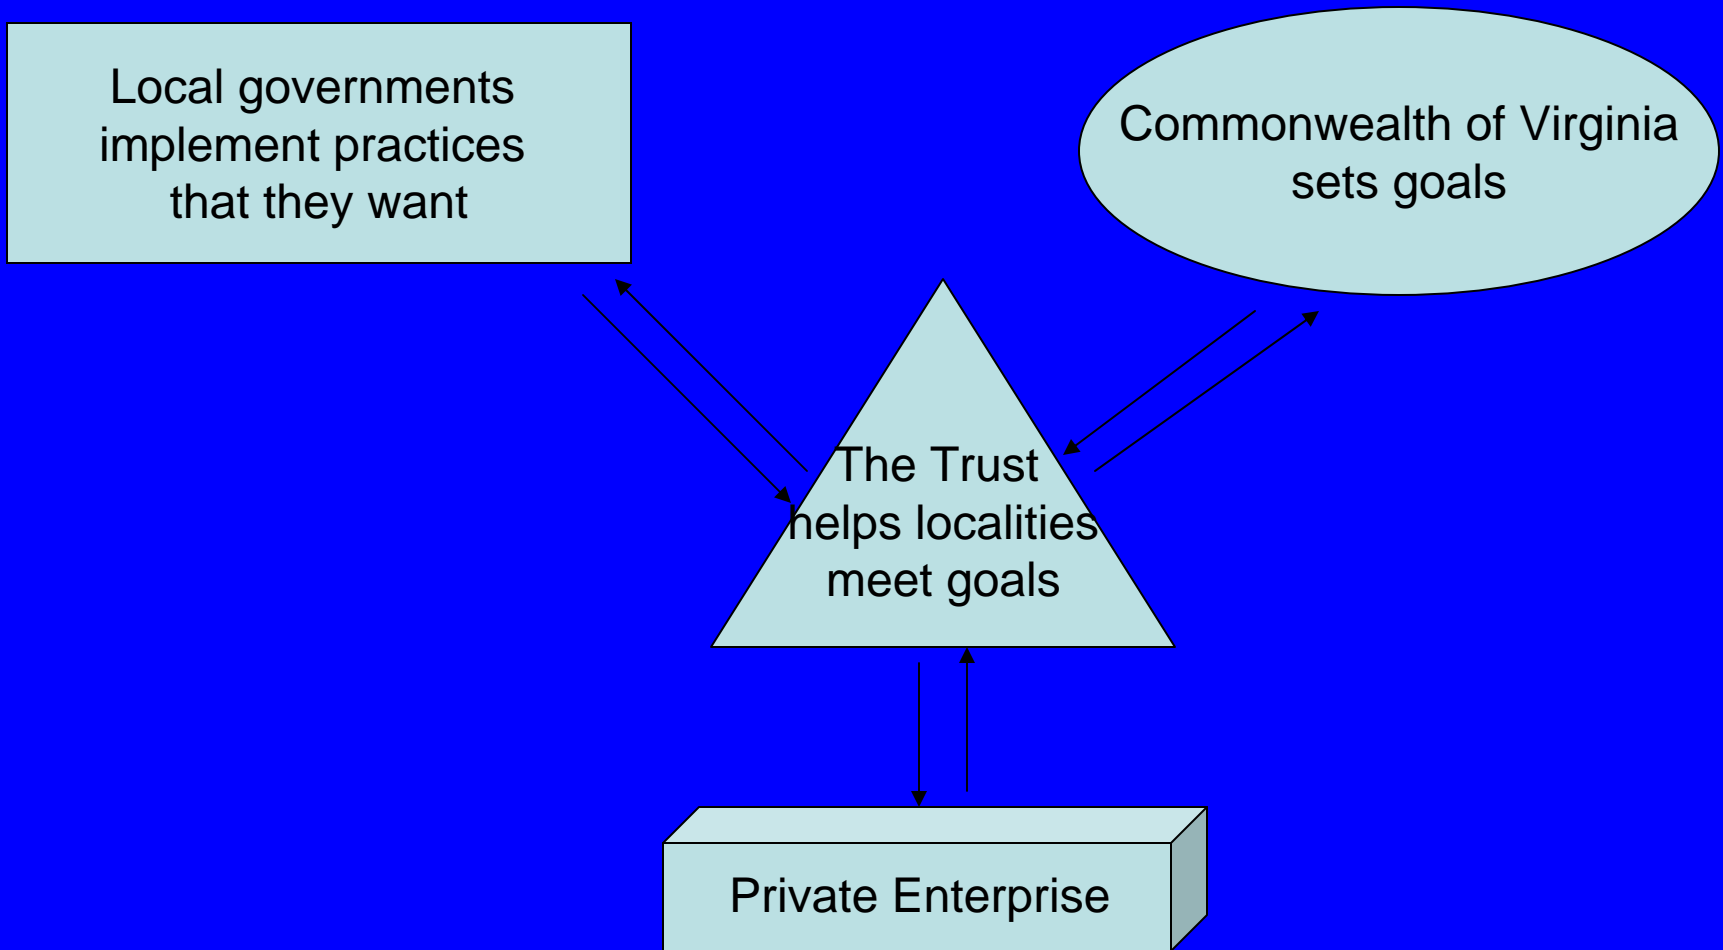 Local governments
implement practices
that they want
Commonwealth of Virginia
sets goals
The Trust
helps localities
meet goals
Private Enterprise